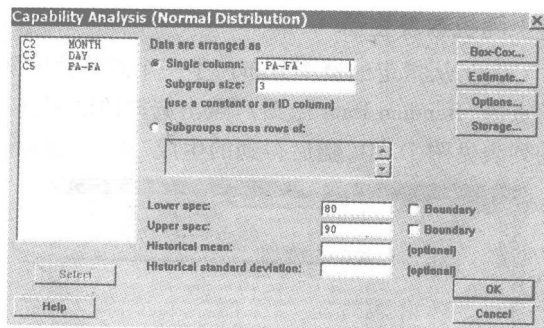 Capability Analysis (Normal Distribution)
C2 MONTH
C3 DAY
C5 PA-FA
Data are arranged as
Single column: 'PA-FA'
Subgroup size: 3
(use a constant or an ID column)
Subgroups across rows of:
Box-Cox...
Estimate...
Options...
Storage...
Lower spec: 80 Boundary
Upper spec: 90 Boundary
Historical mean: (optional)
Historical standard deviation: (optional)
Select
Help
OK
Cancel